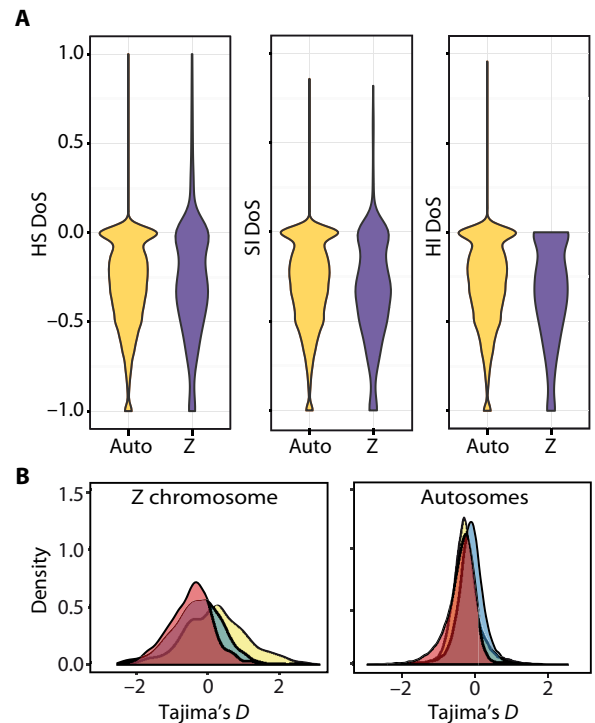 A
HS DoS
1.0
0.5
0.0
−0.5
−1.0
Auto Z
SI DoS
Auto Z
HI DoS
Auto Z
B
Density
1.5
1.0
0.5
0.0
Z chromosome
−2 0 2
Tajima's D
Autosomes
−2 0 2
Tajima's D